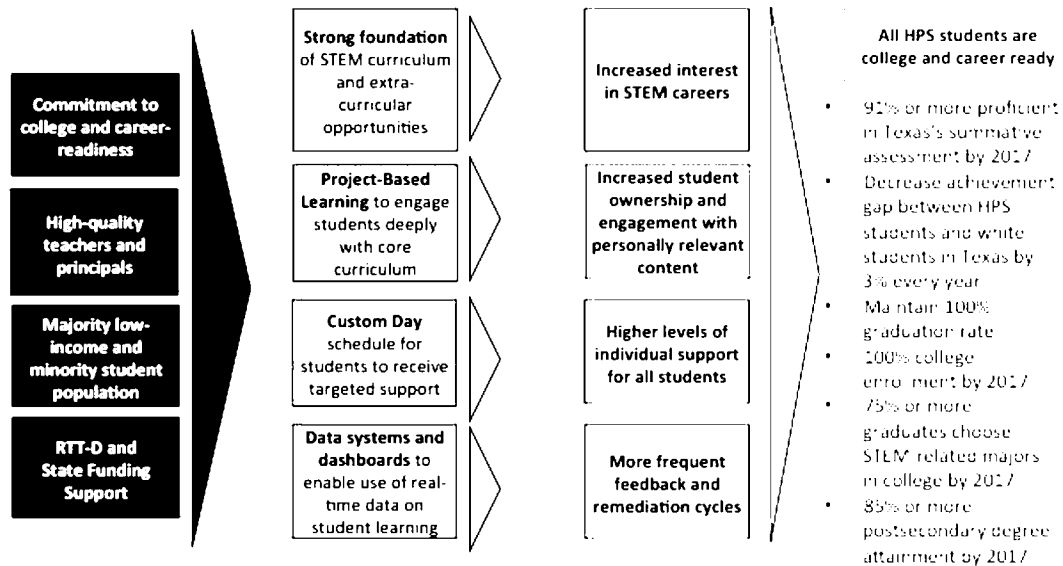 Commitment to
college and career-
readiness
High-quality
teachers and
principals
Majority low-
income and
minority student
population
RTT-D and
State Funding
Support
Strong foundation
of STEM curriculum
and extra-
curricular
opportunities
Project-Based
Learning to engage
students deeply
with core
curriculum
Custom Day
schedule for
students to receive
targeted support
Data systems and
dashboards to
enable use of real-
time data on
student learning
Increased interest
in STEM careers
Increased student
ownership and
engagement with
personally relevant
content
Higher levels of
individual support
for all students
More frequent
feedback and
remediation cycles
All HPS students are
college and career ready
• 91% or more proficient
in Texas's summative
assessment by 2017
• Decrease achievement
gap between HPS
students and white
students in Texas by
3% every year
• Maintain 100%
graduation rate
• 100% college
enrollment by 2017
• 75% or more
graduates choose
STEM related majors
in college by 2017
• 85% or more
postsecondary degree
attainment by 2017